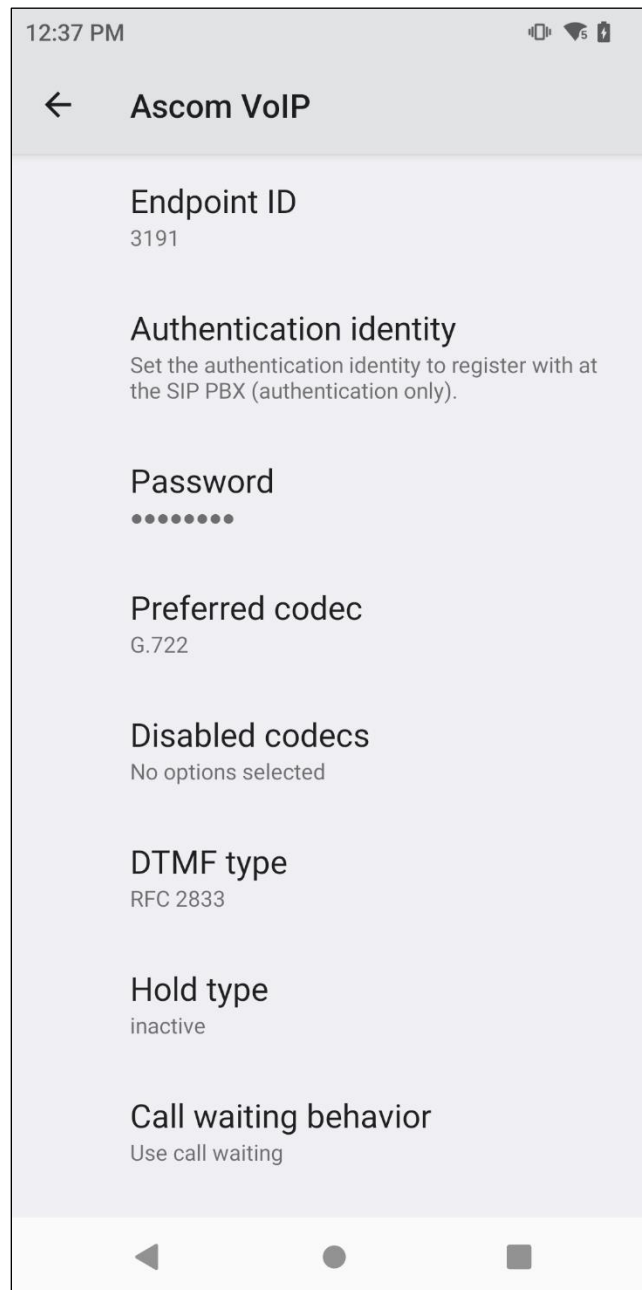 12:37 PM
5
Ascom VoIP
Endpoint ID
3191
Authentication identity
Set the authentication identity to register with at
the SIP PBX (authentication only).
Password
••••••••
Preferred codec
G.722
Disabled codecs
No options selected
DTMF type
RFC 2833
Hold type
inactive
Call waiting behavior
Use call waiting